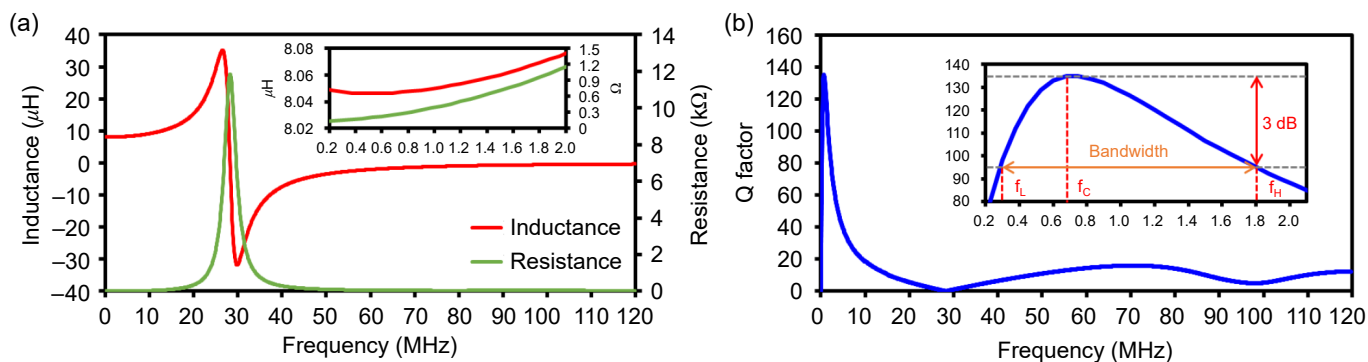 (a)
Inductance (μH)
40
30
20
10
0
–10
–20
–30
–40
0 10 20 30 40 50 60 70 80 90 100 110 120
Frequency (MHz)
14
12
10
8
6
4
2
0
Resistance (kΩ)
Inductance
Resistance
μH
8.08
8.06
8.04
8.02
0.2 0.4 0.6 0.8 1.0 1.2 1.4 1.6 1.8 2.0
1.5
1.2
0.9
0.6
0.3
0
Ω
(b)
Q factor
160
140
120
100
80
60
40
20
0
0 10 20 30 40 50 60 70 80 90 100 110 120
Frequency (MHz)
140
130
120
110
100
90
80
0.2 0.4 0.6 0.8 1.0 1.2 1.4 1.6 1.8 2.0
3 dB
Bandwidth
fL
fC
fH